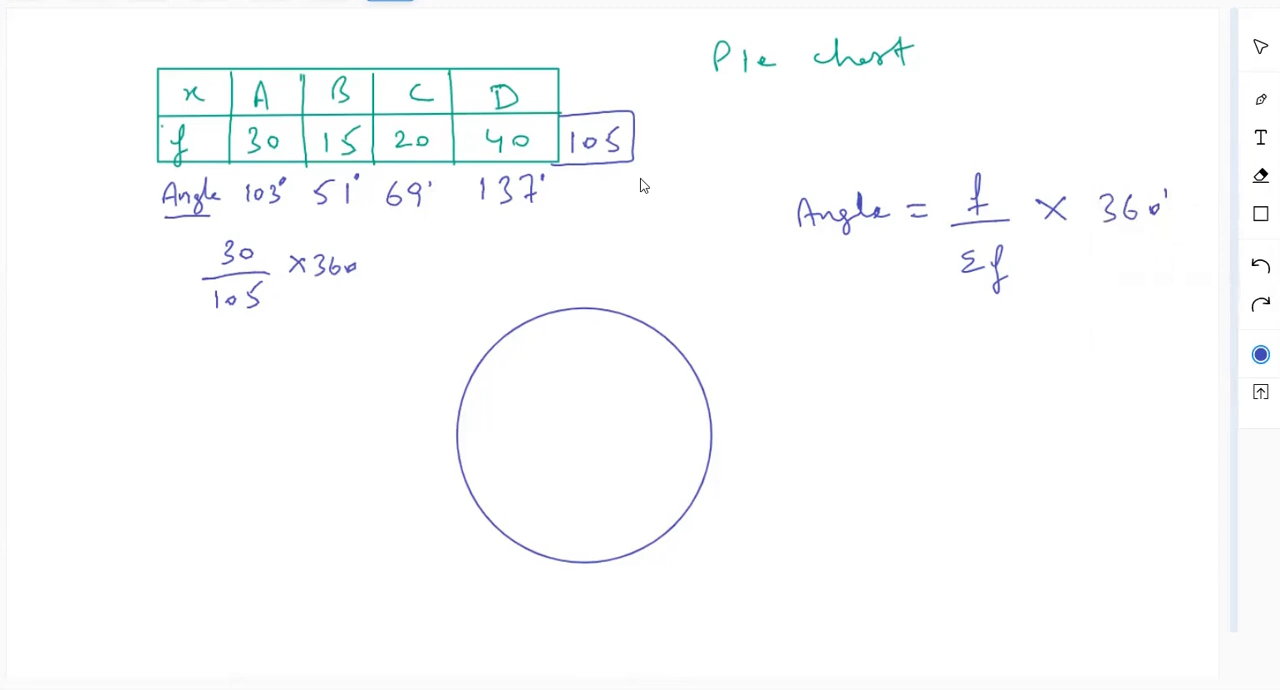 Pie chart
x A B C D
f 30 15 20 40 105
Angle 103° 51° 69° 137°
Angle = f/Σf × 360°
30/105 × 360
T